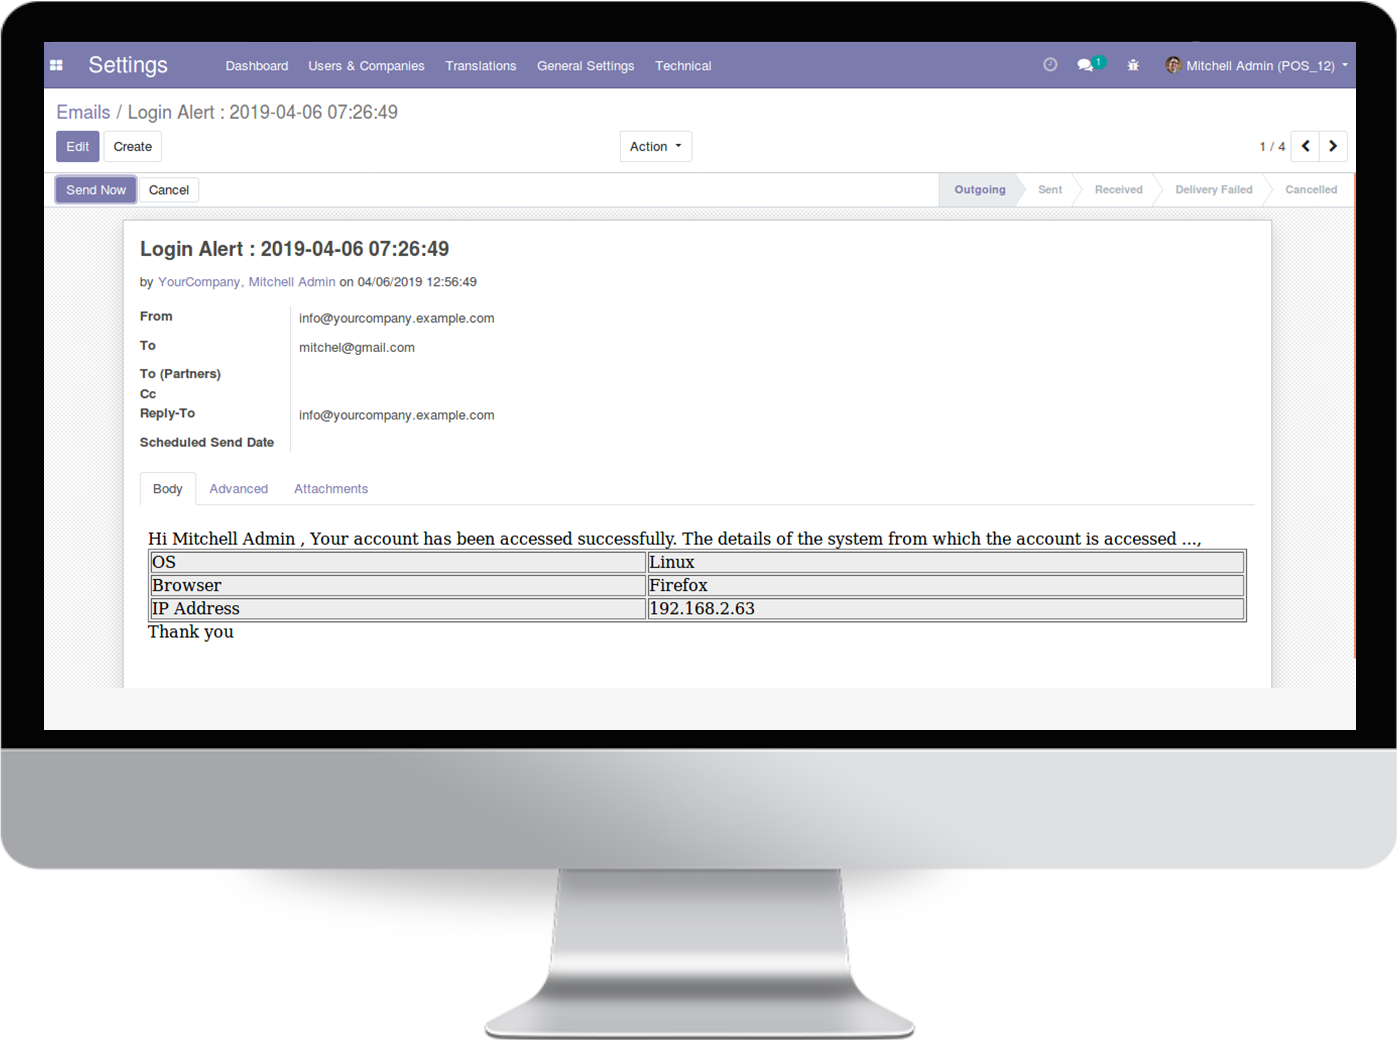 Settings Dashboard Users & Companies Translations General Settings Technical 1 Mitchell Admin (POS_12)
Emails / Login Alert : 2019-04-06 07:26:49
Edit Create Action 1 / 4
Send Now Cancel Outgoing Sent Received Delivery Failed Cancelled
Login Alert : 2019-04-06 07:26:49
by YourCompany, Mitchell Admin on 04/06/2019 12:56:49
From info@yourcompany.example.com
To mitchel@gmail.com
To (Partners)
Cc
Reply-To info@yourcompany.example.com
Scheduled Send Date
Body Advanced Attachments
Hi Mitchell Admin , Your account has been accessed successfully. The details of the system from which the account is accessed ...,
OS Linux
Browser Firefox
IP Address 192.168.2.63
Thank you